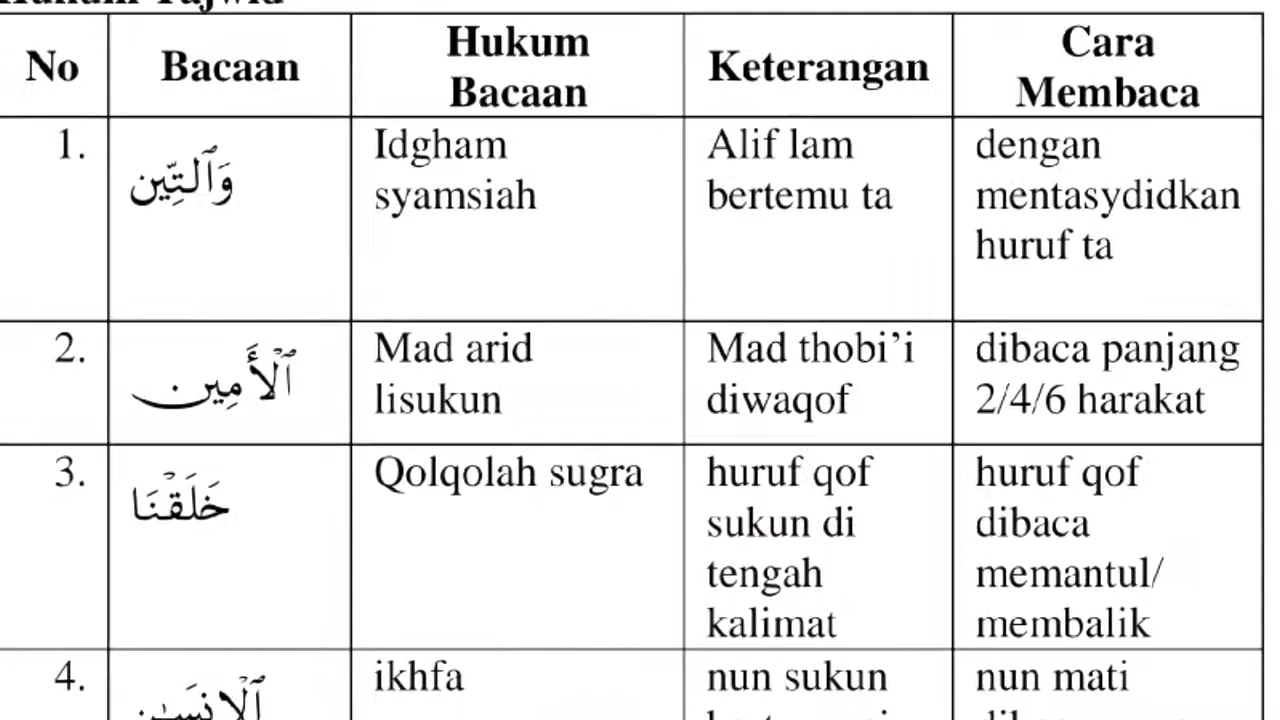 Hukum Tajwid
No Bacaan Hukum Bacaan Keterangan Cara Membaca
1. وَٱلتِّين Idgham syamsiah Alif lam bertemu ta dengan mentasydidkan huruf ta
2. ٱلْأَمِين Mad arid lisukun Mad thobi’i diwaqof dibaca panjang 2/4/6 harakat
3. خَلَقْنَا Qolqolah sugra huruf qof sukun di tengah kalimat huruf qof dibaca memantul/ membalik
4. ikhfa nun sukun nun mati